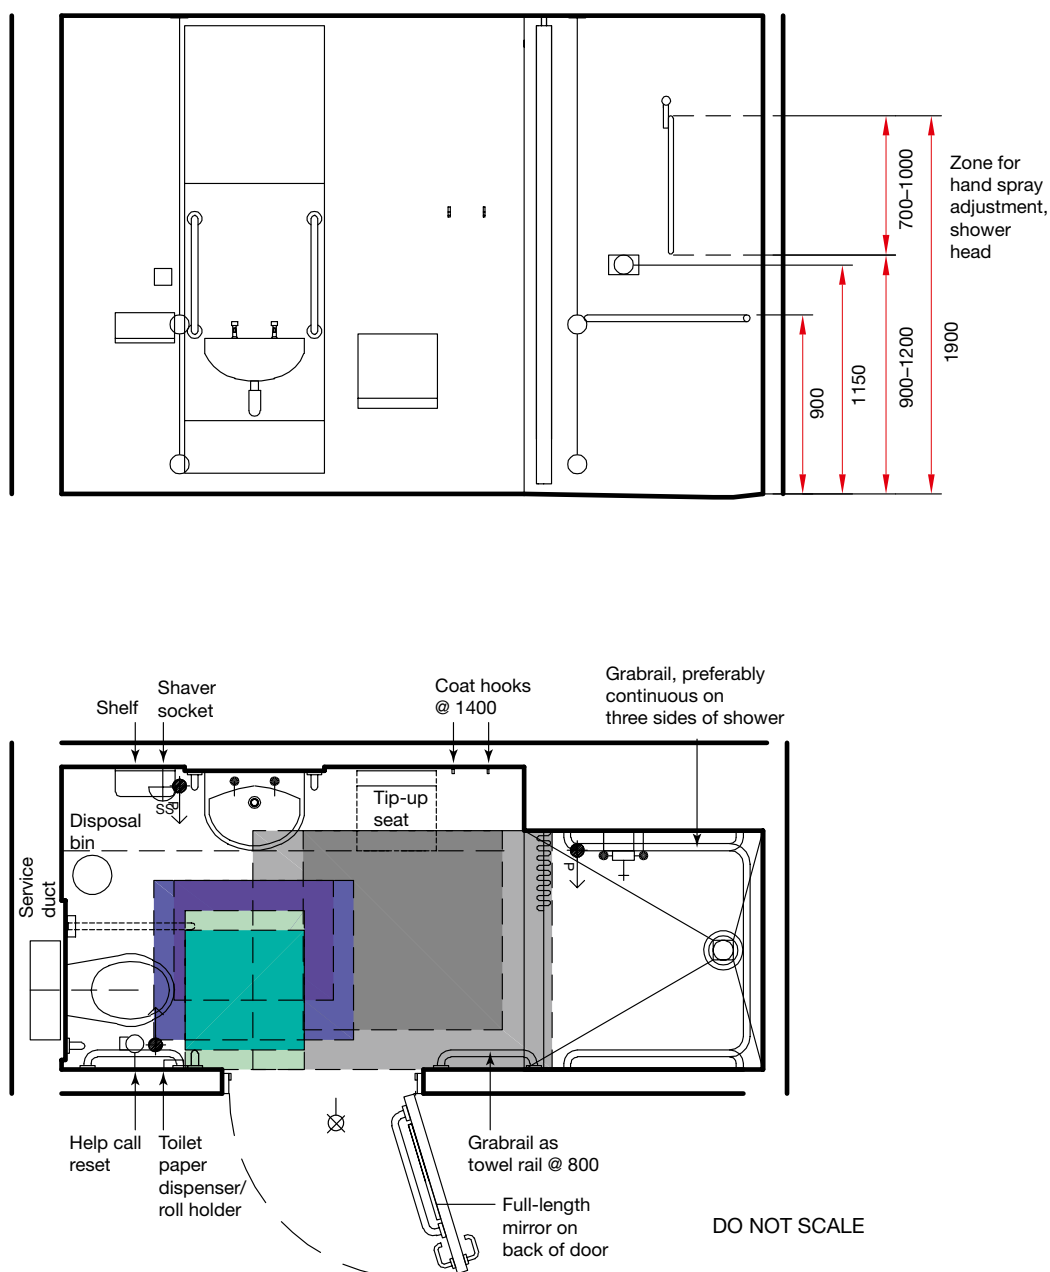 700–1000
Zone for
hand spray
adjustment,
shower
head
900
1150
900–1200
1900
Shelf
Shaver
socket
Coat hooks
@ 1400
Grabrail, preferably
continuous on
three sides of shower
SS
P
Tip-up
seat
Disposal
bin
P
Service
duct
Help call
reset
Toilet
paper
dispenser/
roll holder
Grabrail as
towel rail @ 800
Full-length
mirror on
back of door
DO NOT SCALE